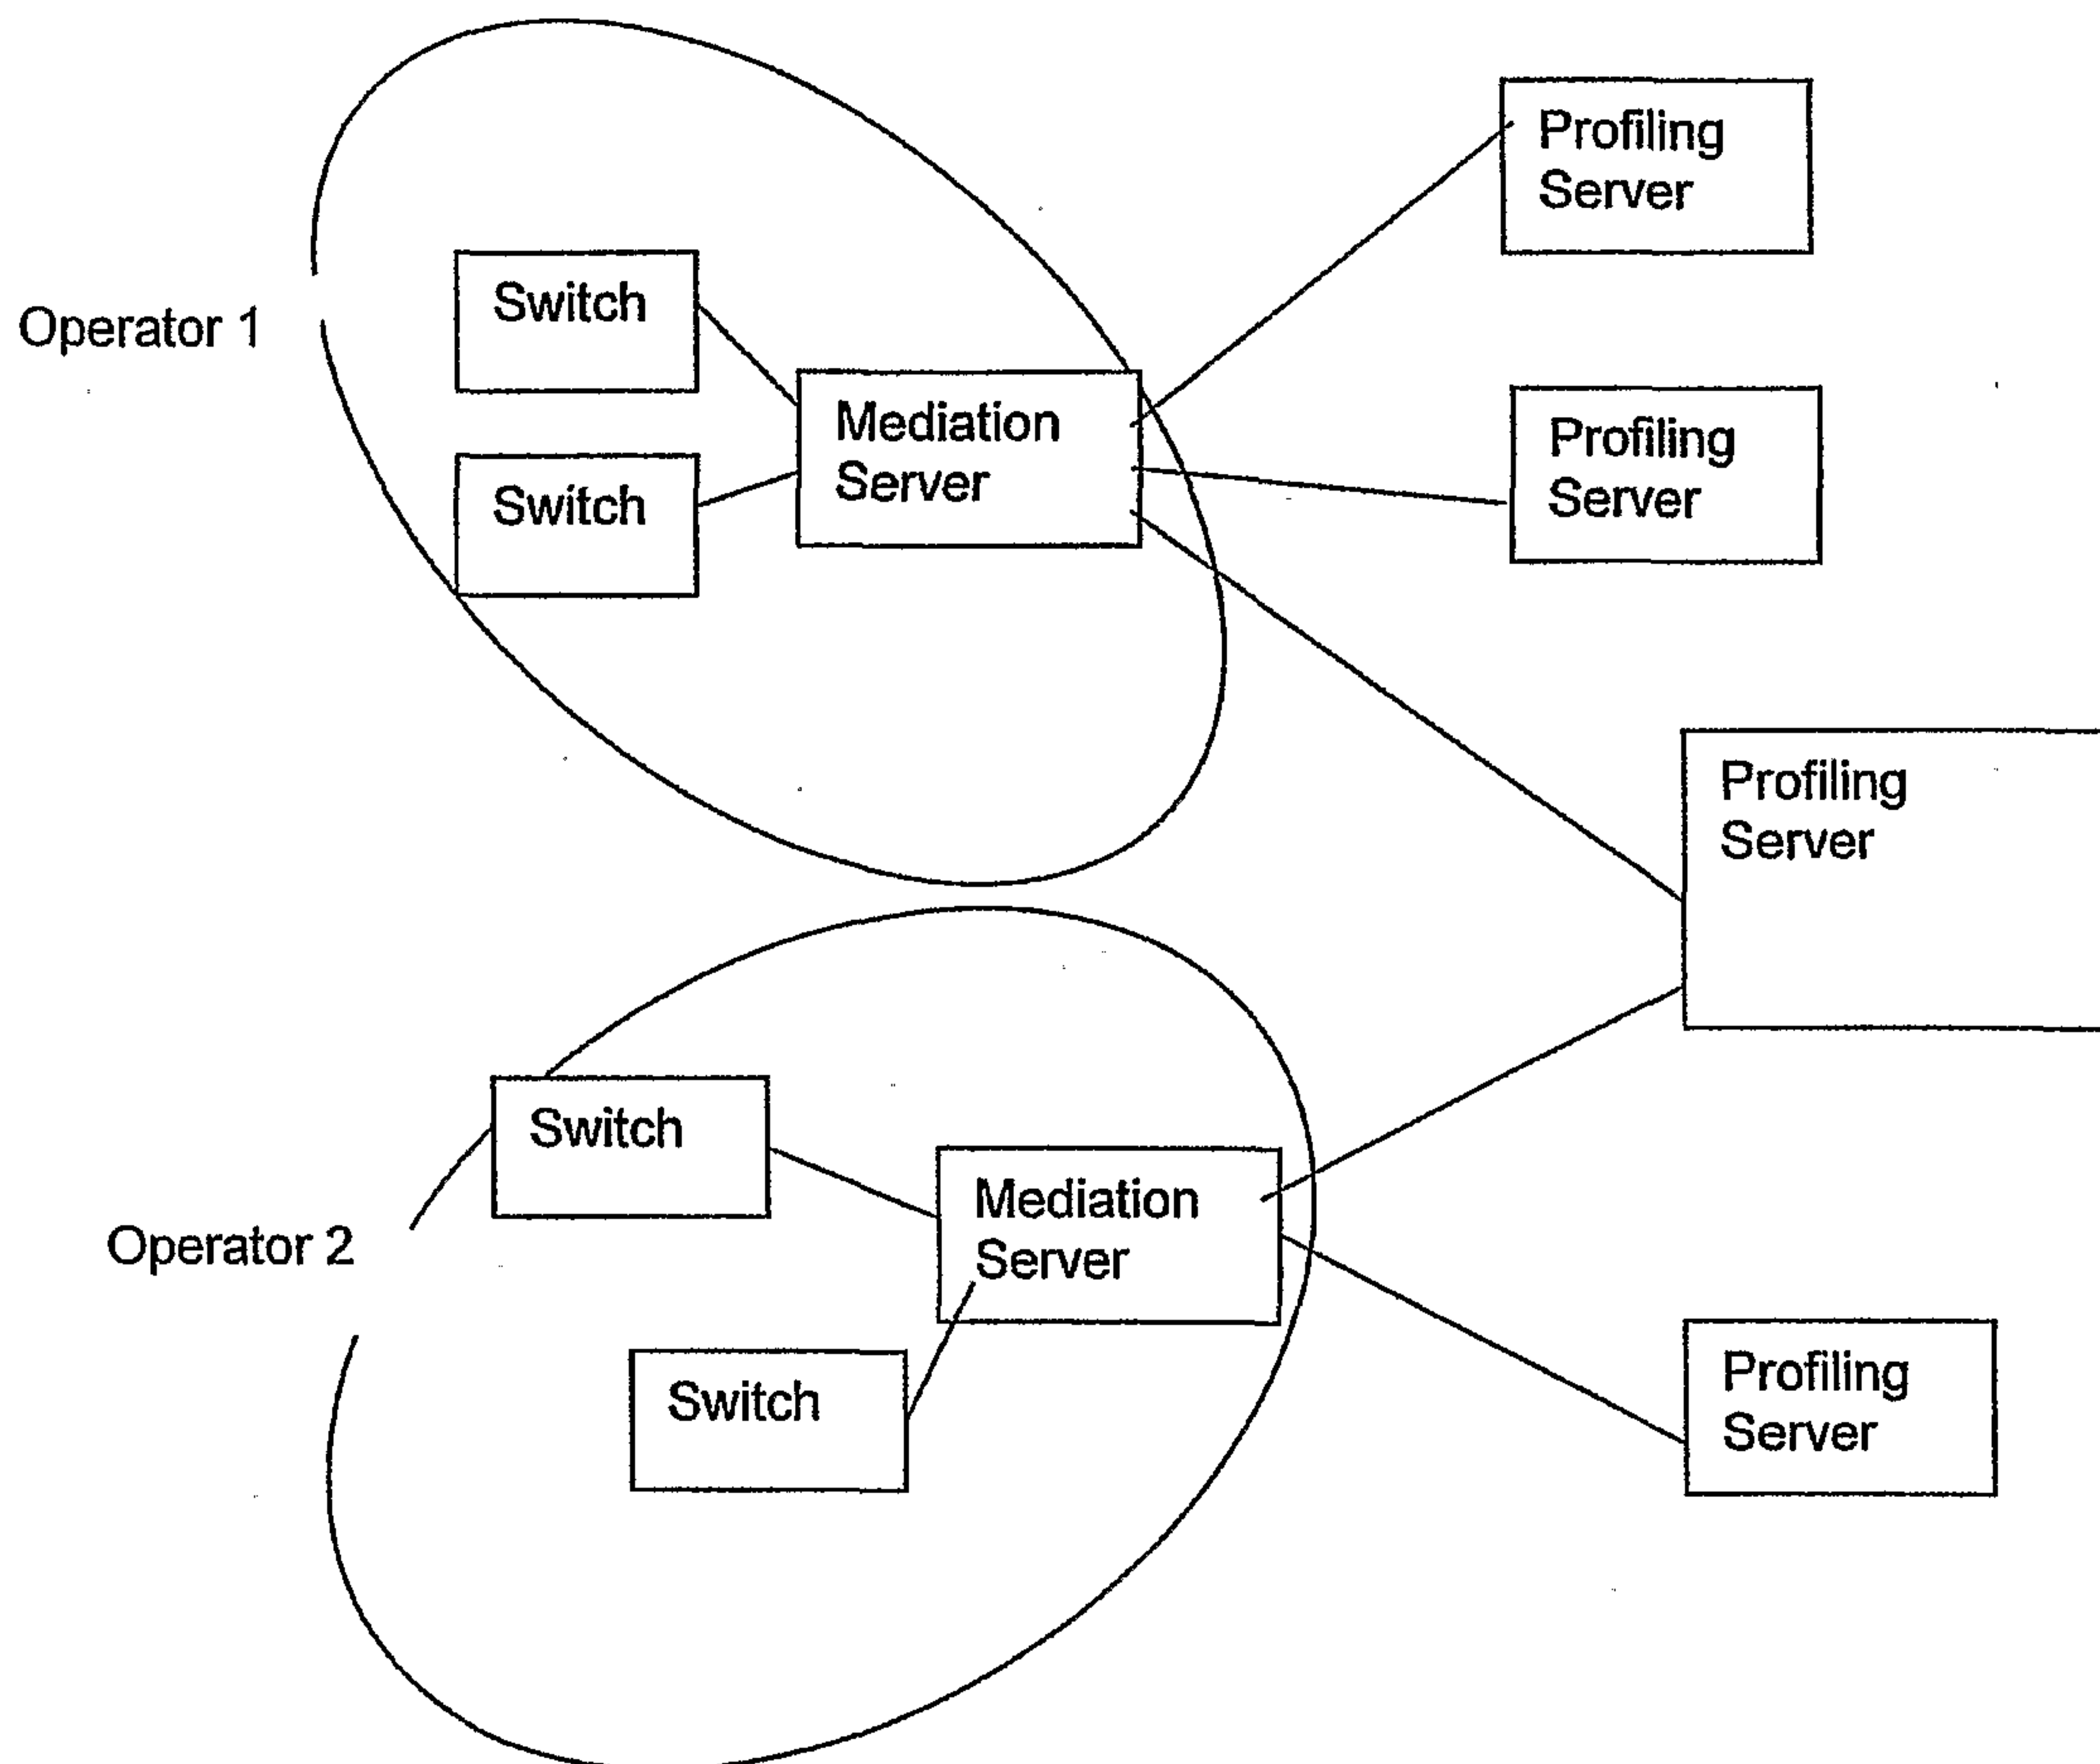 Profiling
Server
Switch
Operator 1
Mediation
Server
Profiling
Server
Switch
Profiling
Server
Switch
Mediation
Server
Operator 2
Profiling
Server
Switch